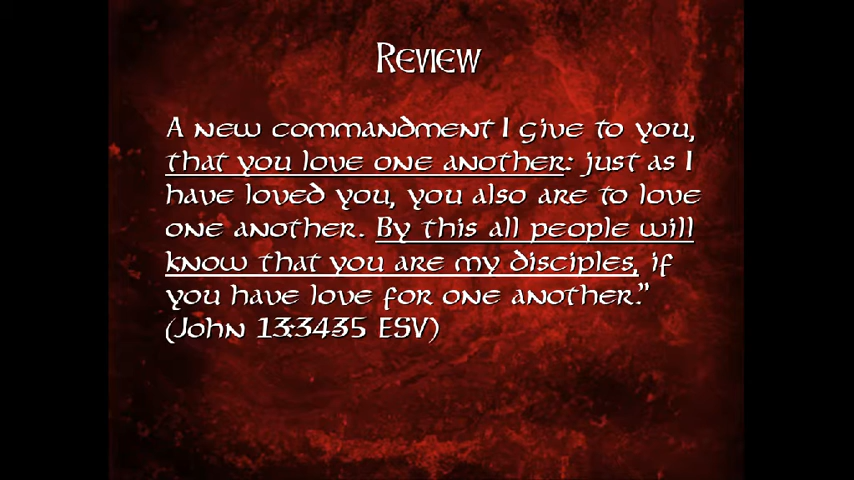 Review
A new commandment I give to you,
that you love one another: just as I
have loved you, you also are to love
one another. By this all people will
know that you are my disciples, if
you have love for one another.”
(John 13:3435 ESV)